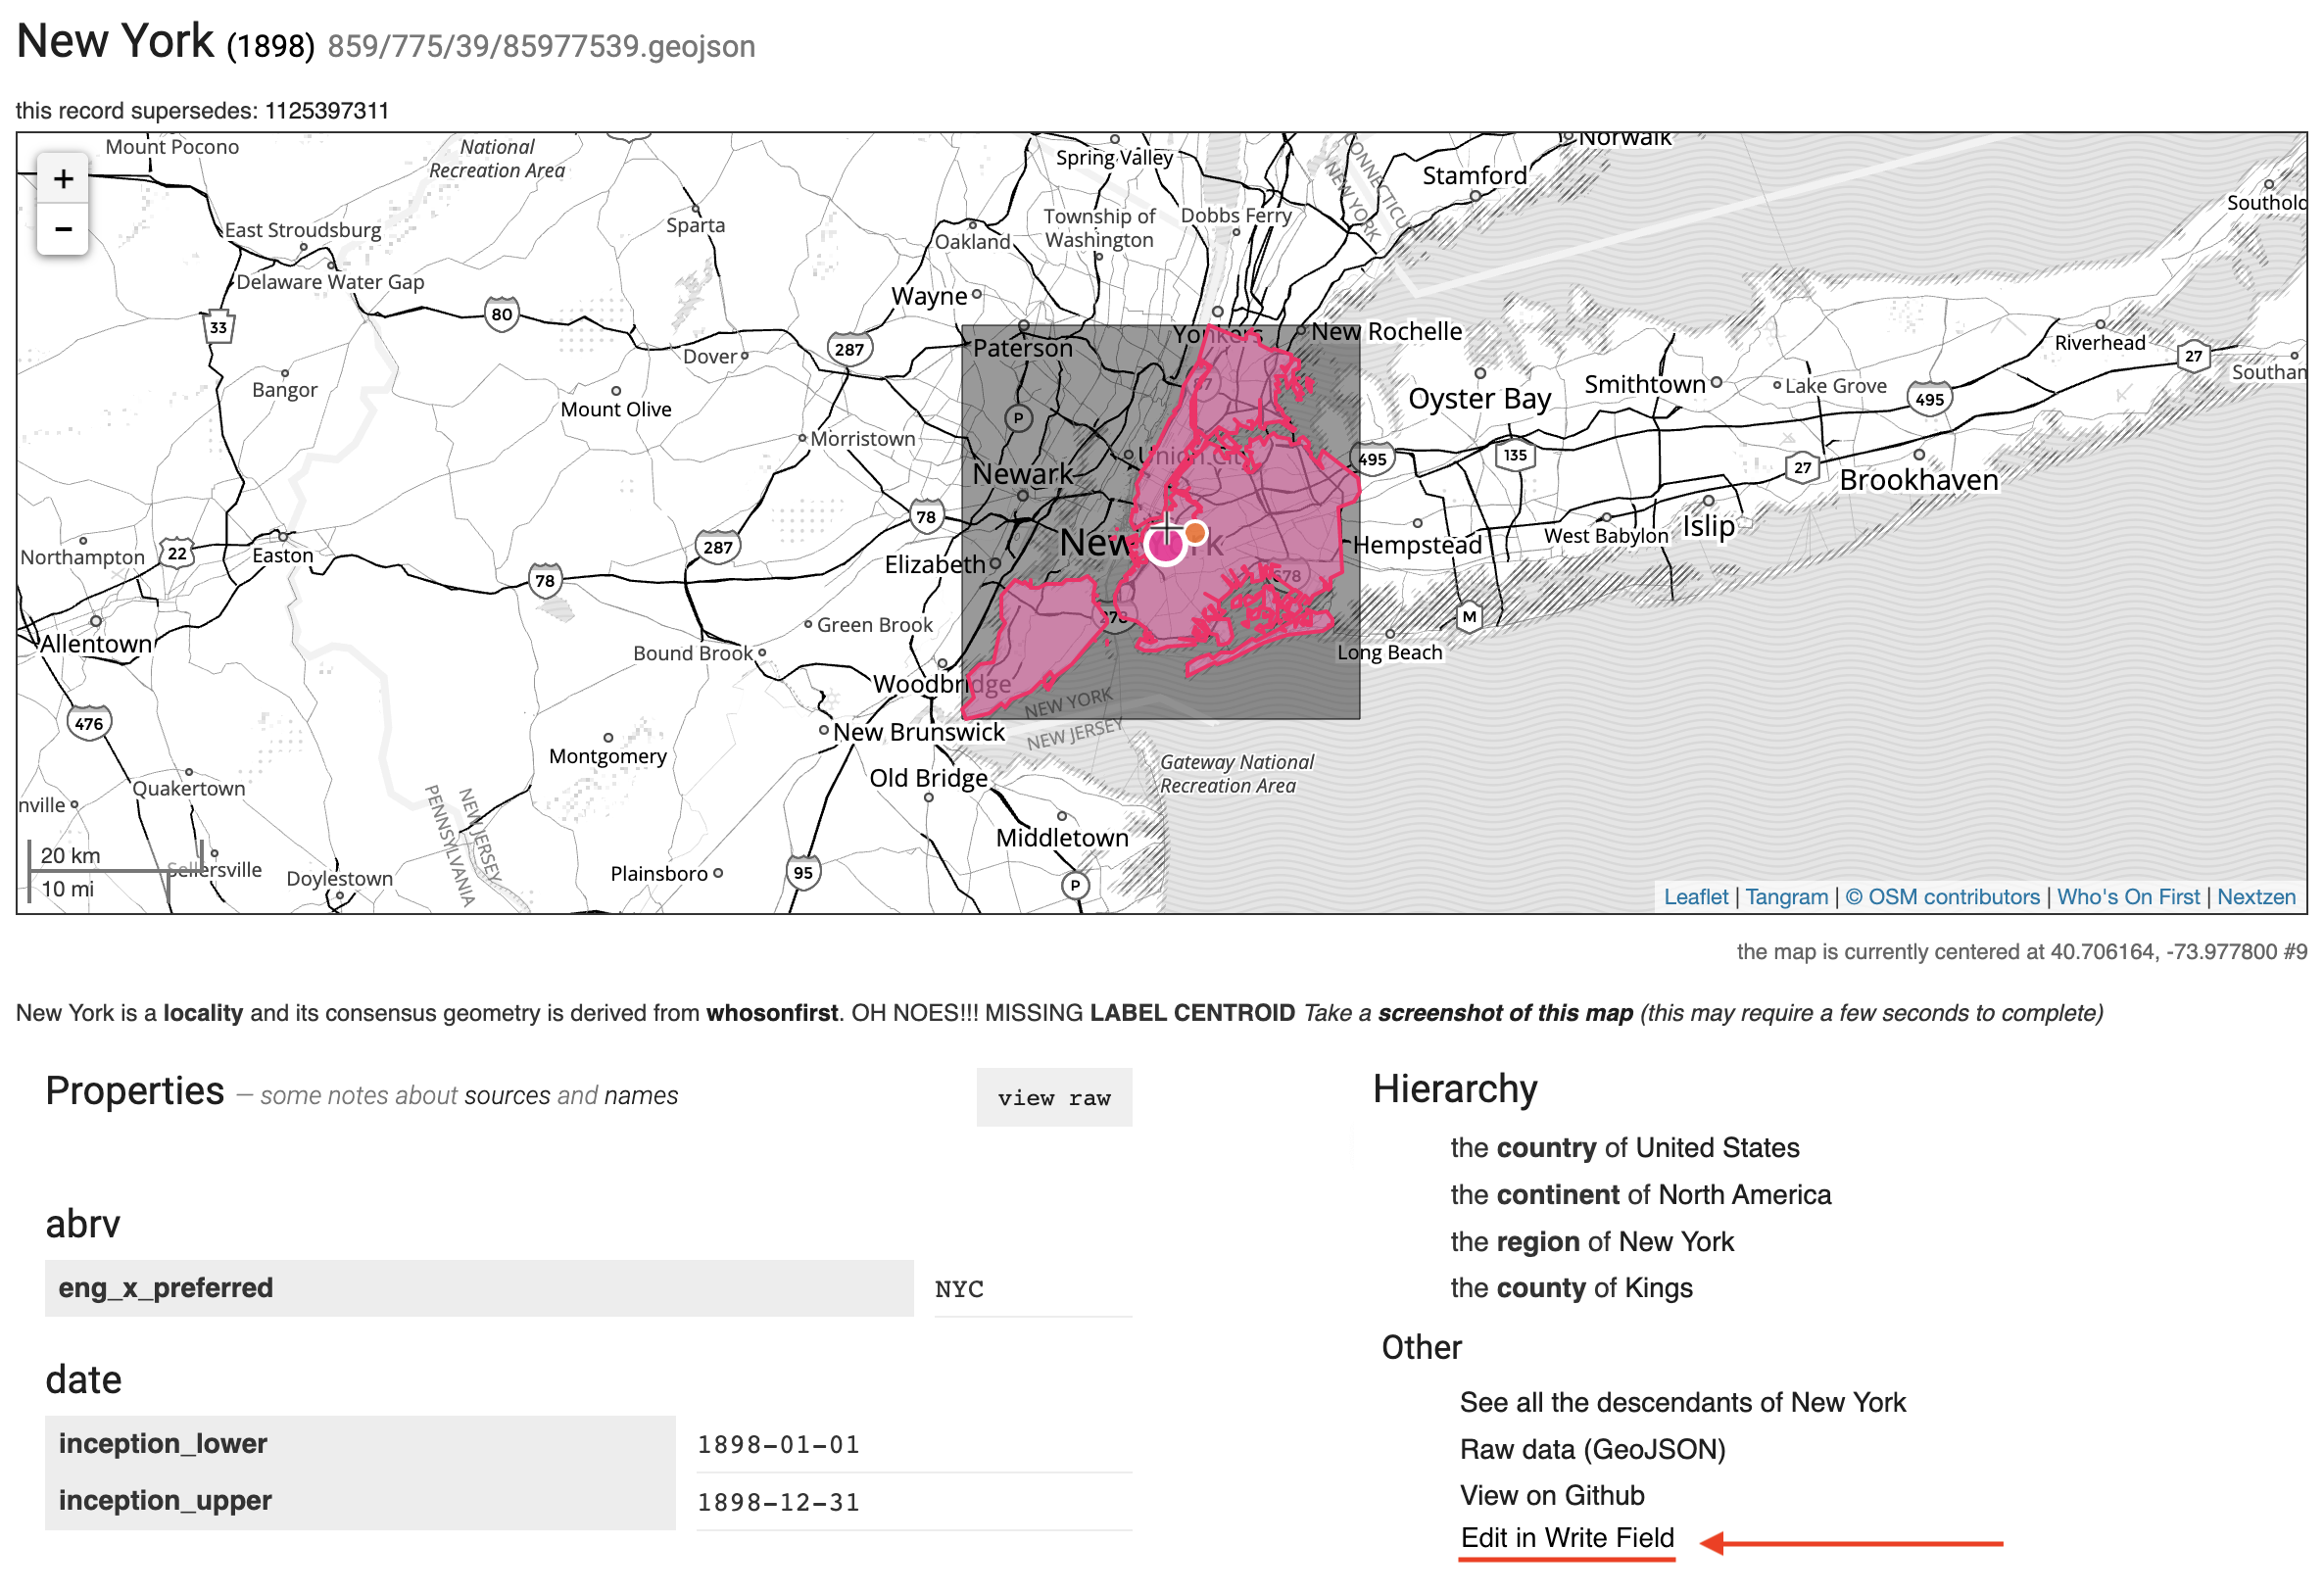 New York (1898) 859/775/39/85977539.geojson
this record supersedes: 1125397311
+
−
Mount Pocono
National
Recreation Area
Spring Valley
Norwalk
Stamford
CONNECTICUT
NEW YORK
Southold
East Stroudsburg
Sparta
Oakland
Township of
Washington
Dobbs Ferry
Delaware Water Gap
33
80
Wayne
287
Dover
Paterson
Yonkers
New Rochelle
Riverhead
27
Southam
Bangor
Mount Olive
P
87
Oyster Bay
Smithtown
Lake Grove
495
Morristown
Newark
Union City
495
135
27
Brookhaven
Northampton
22
Easton
287
78
New York
Hempstead
West Babylon
Islip
78
Elizabeth
678
Allentown
Green Brook
278
M
Bound Brook
Long Beach
Woodbridge
NEW YORK
NEW JERSEY
476
New Brunswick
Montgomery
Gateway National
Recreation Area
Quakertown
Old Bridge
nville
PENNSYLVANIA
NEW JERSEY
Middletown
20 km
10 mi
Sellersville
Doylestown
Plainsboro
95
P
Leaflet | Tangram | © OSM contributors | Who's On First | Nextzen
the map is currently centered at 40.706164, -73.977800 #9
New York is a locality and its consensus geometry is derived from whosonfirst. OH NOES!!! MISSING LABEL CENTROID Take a screenshot of this map (this may require a few seconds to complete)
Properties — some notes about sources and names
view raw
abrv
eng_x_preferred NYC
date
inception_lower 1898-01-01
inception_upper 1898-12-31
Hierarchy
the country of United States
the continent of North America
the region of New York
the county of Kings
Other
See all the descendants of New York
Raw data (GeoJSON)
View on Github
Edit in Write Field